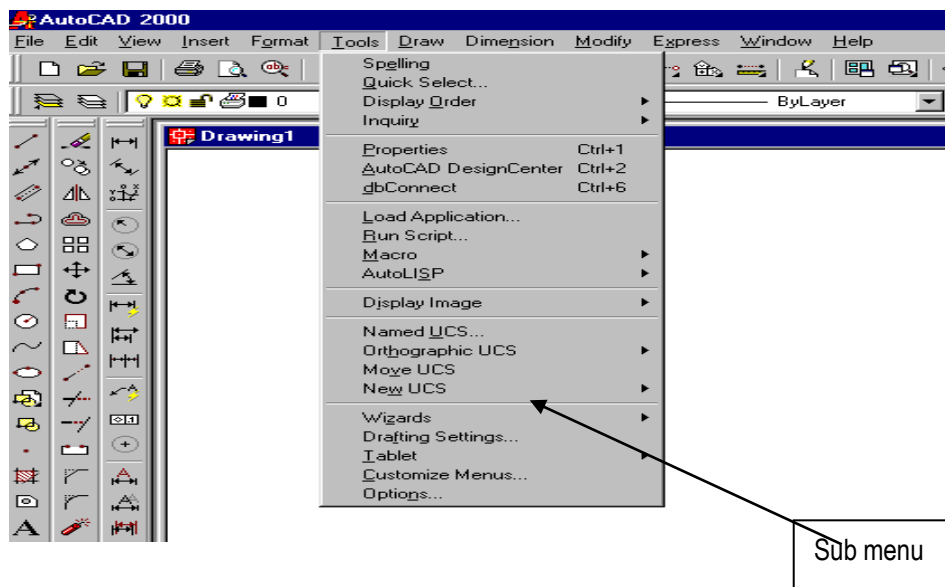 AutoCAD 2000
File Edit View Insert Format Tools Draw Dimension Modify Express Window Help
0 ByLayer
Drawing1
Spelling
Quick Select...
Display Order
Inquiry
Properties Ctrl+1
AutoCAD DesignCenter Ctrl+2
dbConnect Ctrl+6
Load Application...
Run Script...
Macro
AutoLISP
Display Image
Named UCS...
Orthographic UCS
Move UCS
New UCS
Wizards
Drafting Settings...
Tablet
Customize Menus...
Options...
Sub menu